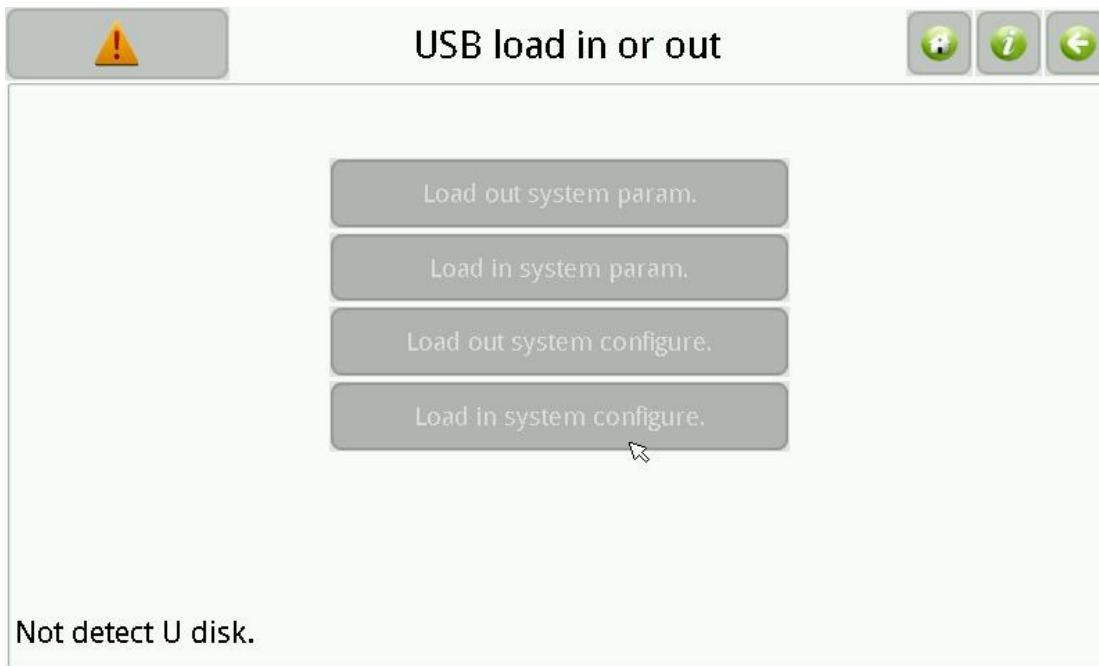 USB load in or out
Load out system param.
Load in system param.
Load out system configure.
Load in system configure.
Not detect U disk.